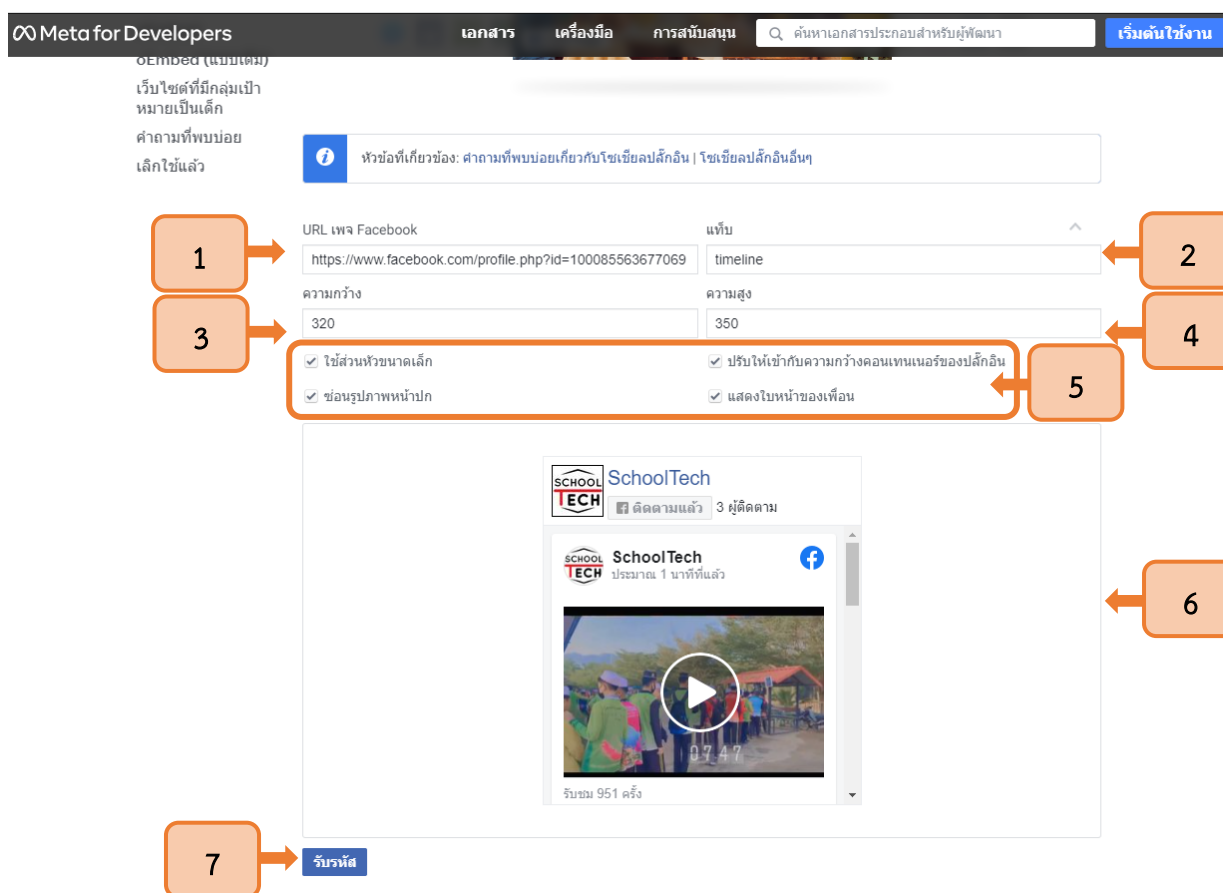 Meta for Developers
เอกสาร เครื่องมือ การสนับสนุน ค้นหาเอกสารประกอบสำหรับผู้พัฒนา เริ่มต้นใช้งาน
oEmbed (แบบเดิม)
เว็บไซต์ที่มีกลุ่มเป้า
หมายเป็นเด็ก
คำถามที่พบบ่อย
เลิกใช้แล้ว
หัวข้อที่เกี่ยวข้อง: คำถามที่พบบ่อยเกี่ยวกับโซเชียลปลั๊กอิน | โซเชียลปลั๊กอินอื่นๆ
URL เพจ Facebook แท็บ
1 https://www.facebook.com/profile.php?id=100085563677069 timeline 2
ความกว้าง ความสูง
3 320 350 4
ใช้ส่วนหัวขนาดเล็ก ปรับให้เข้ากับความกว้างคอนเทนเนอร์ของปลั๊กอิน
5
ซ่อนรูปภาพหน้าปก แสดงใบหน้าของเพื่อน
SCHOOL
TECH
SchoolTech
ติดตามแล้ว 3 ผู้ติดตาม
SCHOOL
TECH
SchoolTech
ประมาณ 1 นาทีที่แล้ว
6
07 47
รับชม 951 ครั้ง
7 รับรหัส